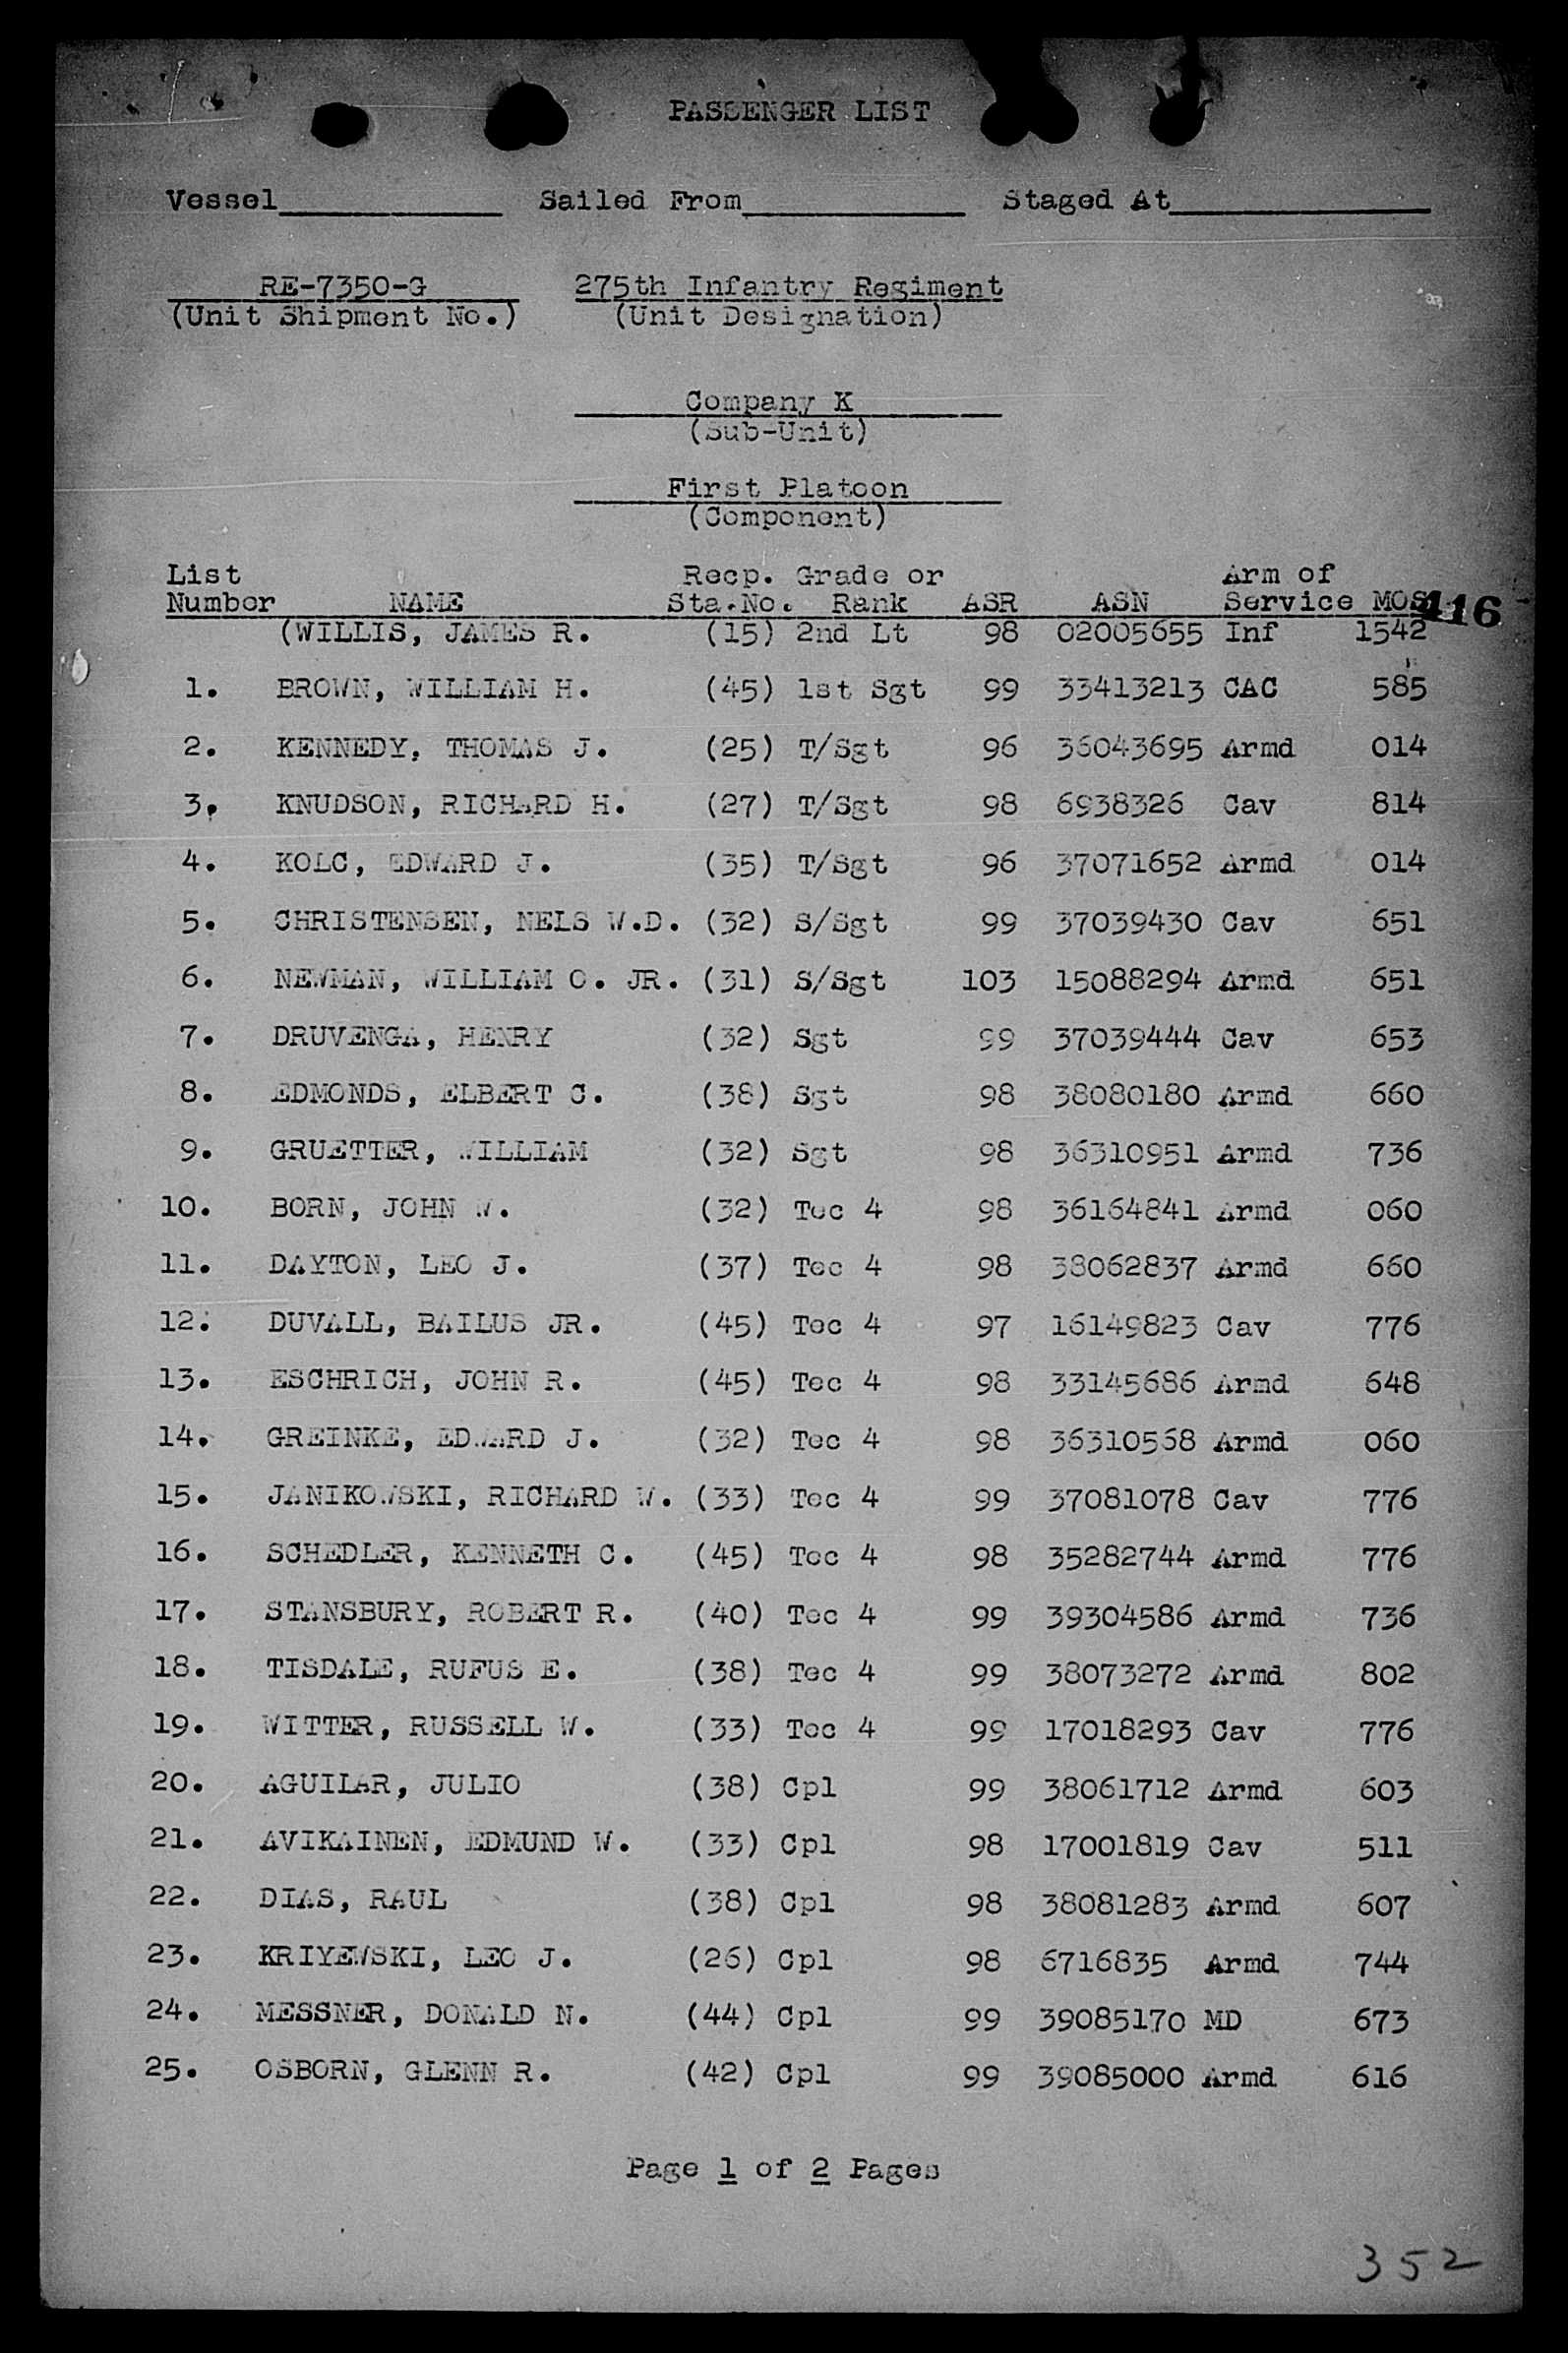 PASSENGER LIST
Vessel____________ Sailed From____________ Staged At______________
RE-7350-G 275th Infantry Regiment
(Unit Shipment No.) (Unit Designation)
Company K
(Sub-Unit)
First Platoon
(Component)
List Recp. Grade or Arm of
Number NAME Sta.No. Rank ASR ASN Service MOS 416
(WILLIS, JAMES R. (15) 2nd Lt 98 02005655 Inf 1542
1. BROWN, WILLIAM H. (45) 1st Sgt 99 33413213 CAC 585
2. KENNEDY, THOMAS J. (25) T/Sgt 96 36043695 Armd 014
3. KNUDSON, RICHARD H. (27) T/Sgt 98 6938326 Cav 814
4. KOLC, EDWARD J. (35) T/Sgt 96 37071652 Armd 014
5. CHRISTENSEN, NELS W.D. (32) S/Sgt 99 37039430 Cav 651
6. NEWMAN, WILLIAM O. JR. (31) S/Sgt 103 15088294 Armd 651
7. DRUVENGA, HENRY (32) Sgt 99 37039444 Cav 653
8. EDMONDS, ELBERT C. (38) Sgt 98 38080180 Armd 660
9. GRUETTER, WILLIAM (32) Sgt 98 36310951 Armd 736
10. BORN, JOHN W. (32) Tec 4 98 36164841 Armd 060
11. DAYTON, LEO J. (37) Tec 4 98 38062837 Armd 660
12. DUVALL, BAILUS JR. (45) Tec 4 97 16149823 Cav 776
13. ESCHRICH, JOHN R. (45) Tec 4 98 33145686 Armd 648
14. GREINKE, EDWARD J. (32) Tec 4 98 36310568 Armd 060
15. JANIKOWSKI, RICHARD W. (33) Tec 4 99 37081078 Cav 776
16. SCHEDLER, KENNETH C. (45) Tec 4 98 35282744 Armd 776
17. STANSBURY, ROBERT R. (40) Tec 4 99 39304586 Armd 736
18. TISDALE, RUFUS E. (38) Tec 4 99 38073272 Armd 802
19. WITTER, RUSSELL W. (33) Tec 4 99 17018293 Cav 776
20. AGUILAR, JULIO (38) Cpl 99 38061712 Armd 603
21. AVIKAINEN, EDMUND W. (33) Cpl 98 17001819 Cav 511
22. DIAS, RAUL (38) Cpl 98 38081283 Armd 607
23. KRIYEWSKI, LEO J. (26) Cpl 98 6716835 Armd 744
24. MESSNER, DONALD N. (44) Cpl 99 39085170 MD 673
25. OSBORN, GLENN R. (42) Cpl 99 39085000 Armd 616
Page 1 of 2 Pages
352